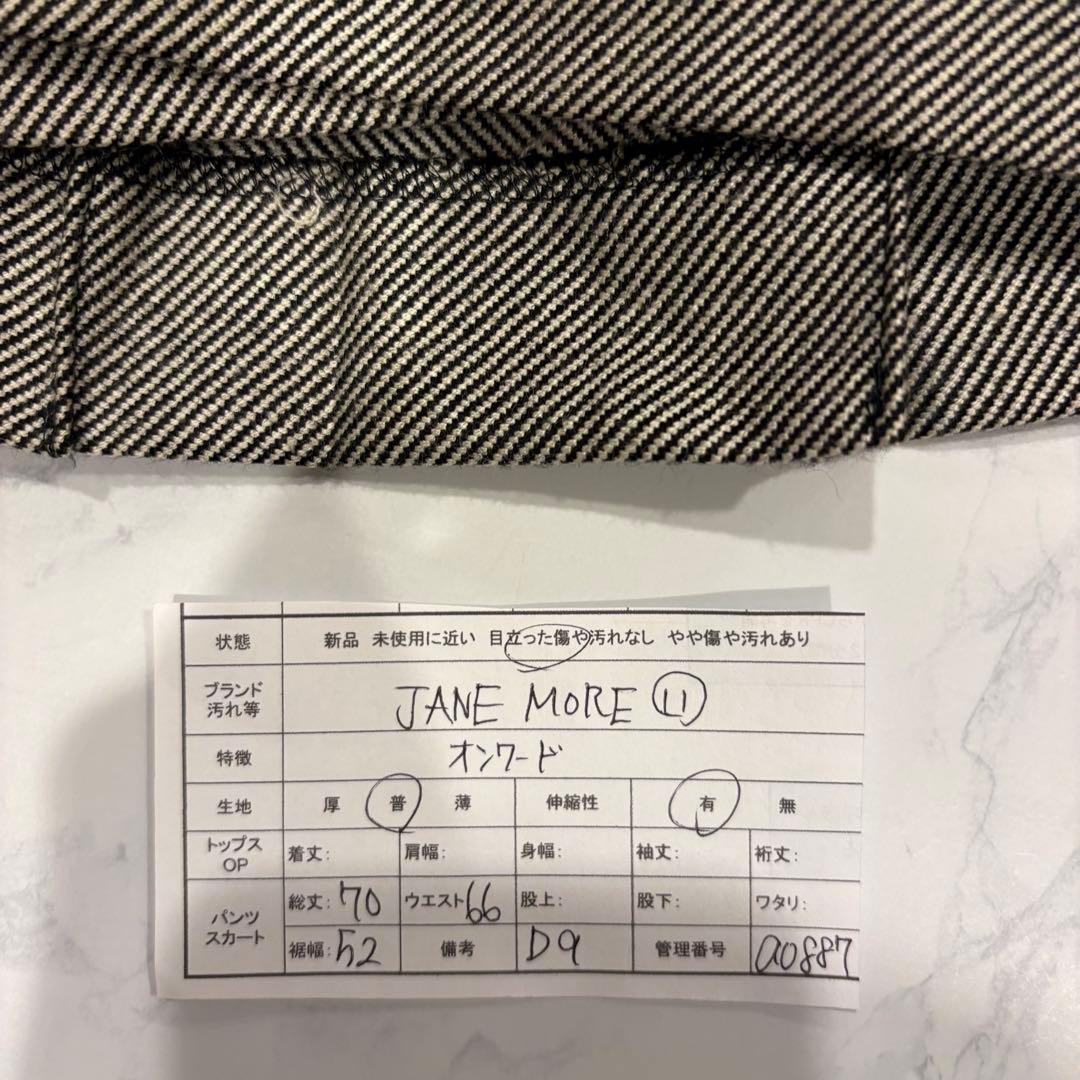 状態 新品 未使用に近い 目立った傷や汚れなし やや傷や汚れあり
ブランド
汚れ等
JANE MORE ⑪
特徴 オンワード
生地 厚 普 薄 伸縮性 有 無
トップス
OP
着丈: 肩幅: 身幅: 袖丈: 裄丈:
パンツ
スカート
総丈:70 ウエスト66 股上: 股下: ワタリ:
裾幅:52 備考 D9 管理番号 a0887